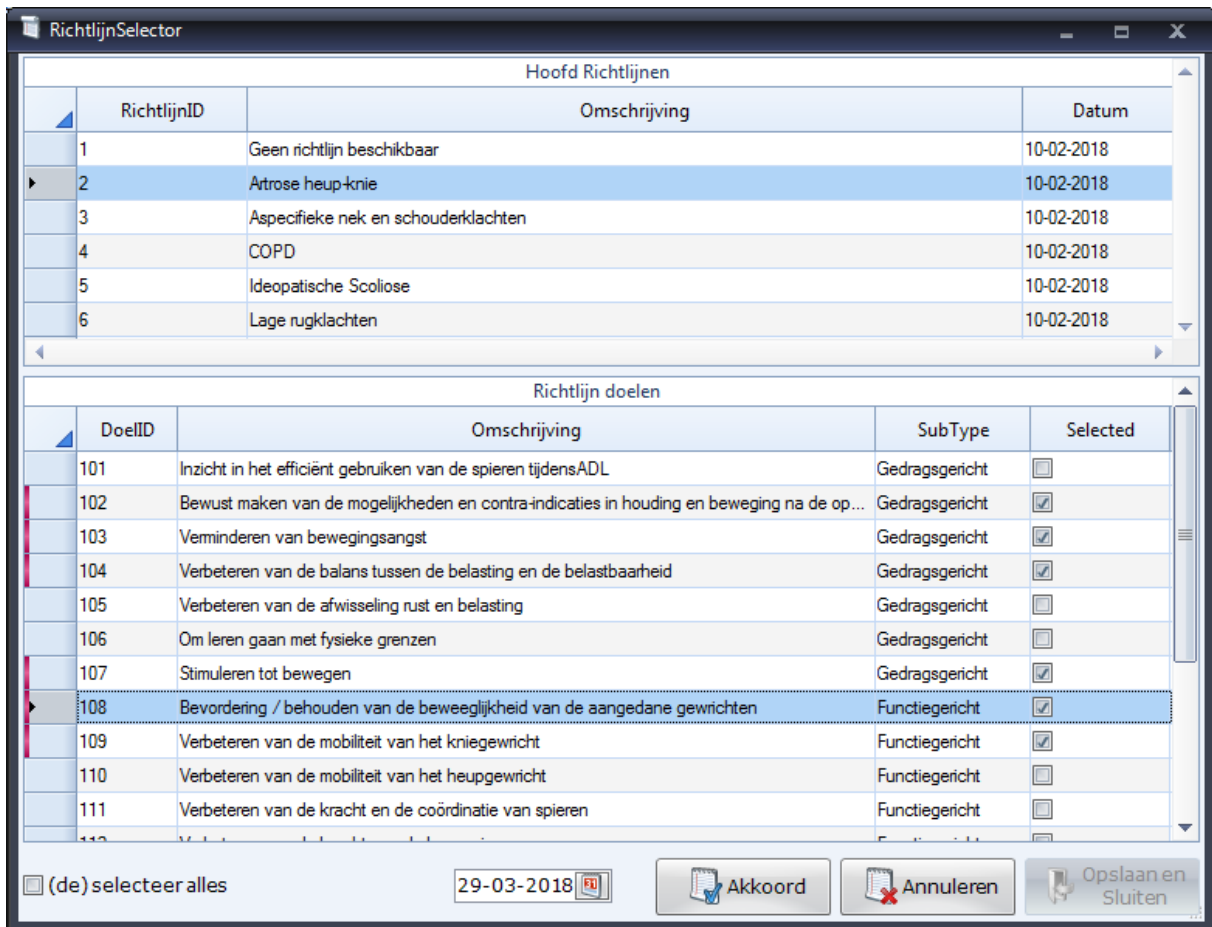 RichtlijnSelector
Hoofd Richtlijnen
RichtlijnID Omschrijving Datum
1 Geen richtlijn beschikbaar 10-02-2018
2 Artrose heup-knie 10-02-2018
3 Aspecifieke nek en schouderklachten 10-02-2018
4 COPD 10-02-2018
5 Ideopatische Scoliose 10-02-2018
6 Lage rugklachten 10-02-2018
Richtlijn doelen
DoelID Omschrijving SubType Selected
101 Inzicht in het efficiënt gebruiken van de spieren tijdensADL Gedragsgericht
102 Bewust maken van de mogelijkheden en contra-indicaties in houding en beweging na de op... Gedragsgericht
103 Verminderen van bewegingsangst Gedragsgericht
104 Verbeteren van de balans tussen de belasting en de belastbaarheid Gedragsgericht
105 Verbeteren van de afwisseling rust en belasting Gedragsgericht
106 Om leren gaan met fysieke grenzen Gedragsgericht
107 Stimuleren tot bewegen Gedragsgericht
108 Bevordering / behouden van de beweeglijkheid van de aangedane gewrichten Functiegericht
109 Verbeteren van de mobiliteit van het kniegewricht Functiegericht
110 Verbeteren van de mobiliteit van het heupgewricht Functiegericht
111 Verbeteren van de kracht en de coördinatie van spieren Functiegericht
(de) selecteer alles 29-03-2018 Akkoord Annuleren Opslaan en
Sluiten